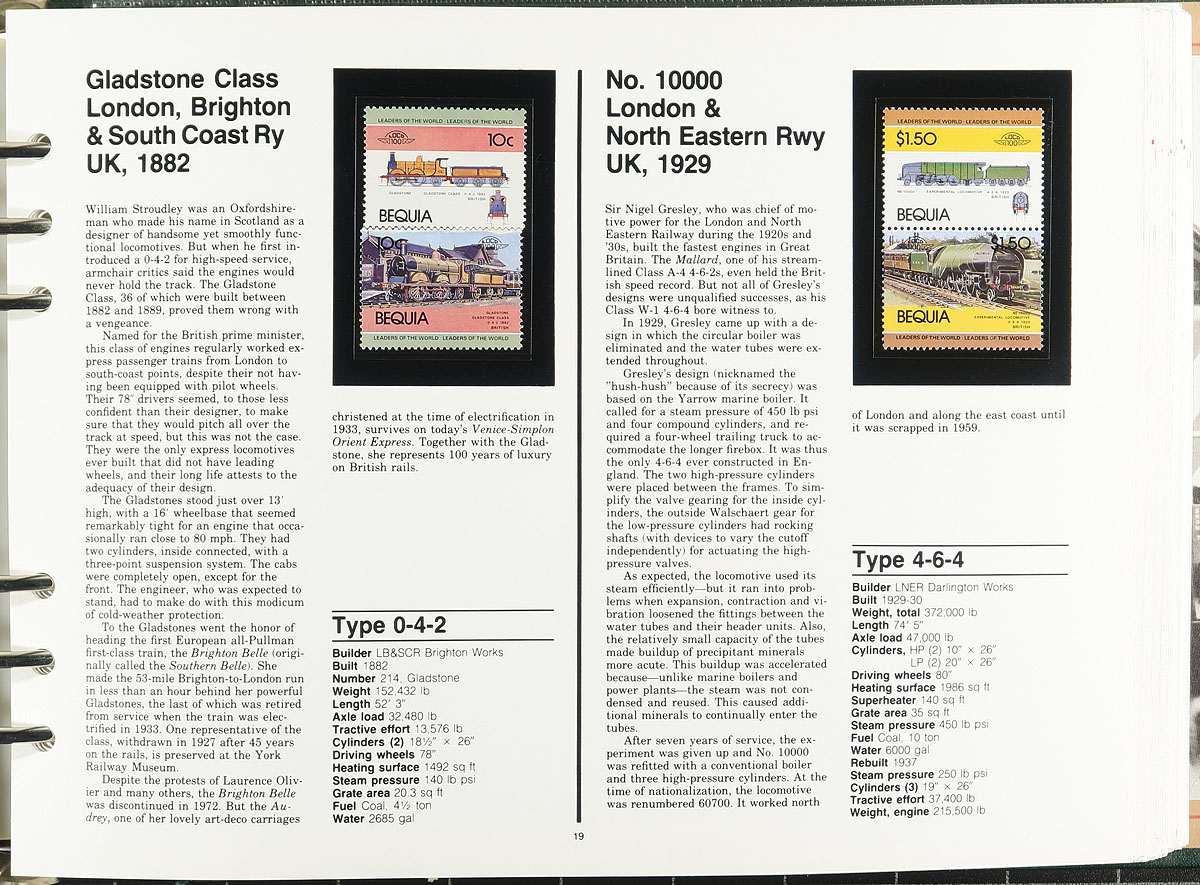 Gladstone Class
London, Brighton
& South Coast Ry
UK, 1882
William Stroudley was an Oxfordshire-
man who made his name in Scotland as a
designer of handsome yet smoothly func-
tional locomotives. But when he first in-
troduced a 0-4-2 for high-speed service,
armchair critics said the engines would
never hold the track. The Gladstone
Class, 36 of which were built between
1882 and 1889, proved them wrong with
a vengeance.
Named for the British prime minister,
this class of engines regularly worked ex-
press passenger trains from London to
south-coast points, despite their not hav-
ing been equipped with pilot wheels.
Their 78" drivers seemed, to those less
confident than their designer, to make
sure that they would pitch all over the
track at speed, but this was not the case.
They were the only express locomotives
ever built that did not have leading
wheels, and their long life attests to the
adequacy of their design.
The Gladstones stood just over 13'
high, with a 16' wheelbase that seemed
remarkably tight for an engine that occa-
sionally ran close to 80 mph. They had
two cylinders, inside connected, with a
three-point suspension system. The cabs
were completely open, except for the
front. The engineer, who was expected to
stand, had to make do with this modicum
of cold-weather protection.
To the Gladstones went the honor of
heading the first European all-Pullman
first-class train, the Brighton Belle (origi-
nally called the Southern Belle). She
made the 53-mile Brighton-to-London run
in less than an hour behind her powerful
Gladstones, the last of which was retired
from service when the train was elec-
trified in 1933. One representative of the
class, withdrawn in 1927 after 45 years
on the rails, is preserved at the York
Railway Museum.
Despite the protests of Laurence Oliv-
ier and many others, the Brighton Belle
was discontinued in 1972. But the Au-
drey, one of her lovely art-deco carriages
LEADERS OF THE WORLD · LEADERS OF THE WORLD
LOCO
100
10c
GLADSTONE GLADSTONE CLASS 0-4-2 1882
BRITISH
BEQUIA
10c
BEQUIA
GLADSTONE
GLADSTONE CLASS
0-4-2 1882
BRITISH
LEADERS OF THE WORLD · LEADERS OF THE WORLD
christened at the time of electrification in
1933, survives on today's Venice-Simplon
Orient Express. Together with the Glad-
stone, she represents 100 years of luxury
on British rails.
Type 0-4-2
Builder LB&SCR Brighton Works
Built 1882
Number 214, Gladstone
Weight 152,432 lb
Length 52' 3"
Axle load 32,480 lb
Tractive effort 13,576 lb
Cylinders (2) 18½" × 26"
Driving wheels 78"
Heating surface 1492 sq ft
Steam pressure 140 lb psi
Grate area 20.3 sq ft
Fuel Coal, 4½ ton
Water 2685 gal
No. 10000
London &
North Eastern Rwy
UK, 1929
Sir Nigel Gresley, who was chief of mo-
tive power for the London and North
Eastern Railway during the 1920s and
'30s, built the fastest engines in Great
Britain. The Mallard, one of his stream-
lined Class A-4 4-6-2s, even held the Brit-
ish speed record. But not all of Gresley's
designs were unqualified successes, as his
Class W-1 4-6-4 bore witness to.
In 1929, Gresley came up with a de-
sign in which the circular boiler was
eliminated and the water tubes were ex-
tended throughout.
Gresley's design (nicknamed the
"hush-hush" because of its secrecy) was
based on the Yarrow marine boiler. It
called for a steam pressure of 450 lb psi
and four compound cylinders, and re-
quired a four-wheel trailing truck to ac-
commodate the longer firebox. It was thus
the only 4-6-4 ever constructed in En-
gland. The two high-pressure cylinders
were placed between the frames. To sim-
plify the valve gearing for the inside cyl-
inders, the outside Walschaert gear for
the low-pressure cylinders had rocking
shafts (with devices to vary the cutoff
independently) for actuating the high-
pressure valves.
As expected, the locomotive used its
steam efficiently—but it ran into prob-
lems when expansion, contraction and vi-
bration loosened the fittings between the
water tubes and their header units. Also,
the relatively small capacity of the tubes
made buildup of precipitant minerals
more acute. This buildup was accelerated
because—unlike marine boilers and
power plants—the steam was not con-
densed and reused. This caused addi-
tional minerals to continually enter the
tubes.
After seven years of service, the ex-
periment was given up and No. 10000
was refitted with a conventional boiler
and three high-pressure cylinders. At the
time of nationalization, the locomotive
was renumbered 60700. It worked north
LEADERS OF THE WORLD · LEADERS OF THE WORLD
$1.50
LOCO
100
NO 10000 EXPERIMENTAL LOCOMOTIVE 4-6-4 1929
BRITISH
BEQUIA
$1.50
BEQUIA
NO 10000
EXPERIMENTAL LOCOMOTIVE
4-6-4 1929
BRITISH
LEADERS OF THE WORLD · LEADERS OF THE WORLD
of London and along the east coast until
it was scrapped in 1959.
Type 4-6-4
Builder LNER Darlington Works
Built 1929-30
Weight, total 372,000 lb
Length 74' 5"
Axle load 47,000 lb
Cylinders, HP (2) 10" × 26"
LP (2) 20" × 26"
Driving wheels 80"
Heating surface 1986 sq ft
Superheater 140 sq ft
Grate area 35 sq ft
Steam pressure 450 lb psi
Fuel Coal, 10 ton
Water 6000 gal
Rebuilt 1937
Steam pressure 250 lb psi
Cylinders (3) 19" × 26"
Tractive effort 37,400 lb
Weight, engine 215,500 lb
19